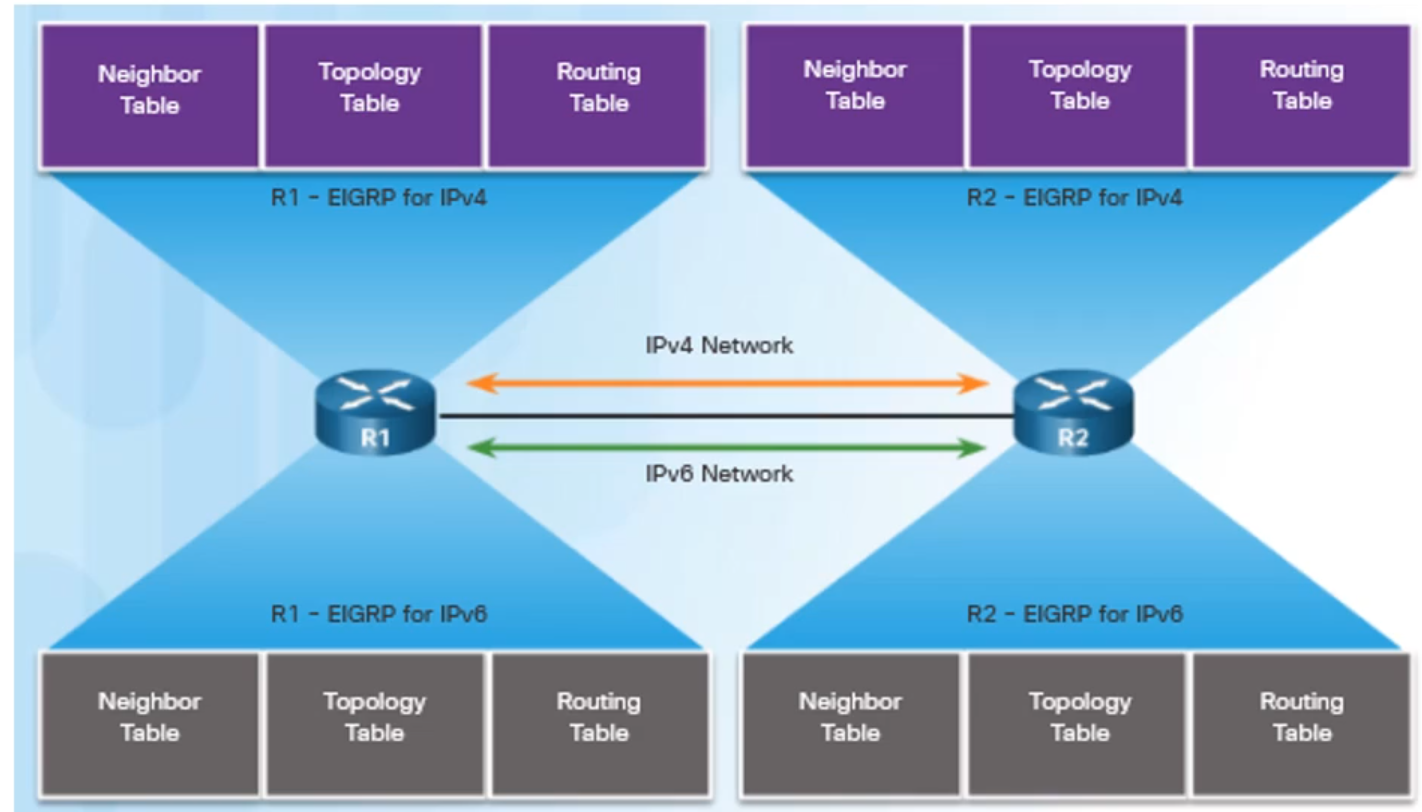 Neighbor
Table
Topology
Table
Routing
Table
Neighbor
Table
Topology
Table
Routing
Table
R1 - EIGRP for IPv4
R2 - EIGRP for IPv4
IPv4 Network
R1
R2
IPv6 Network
R1 - EIGRP for IPv6
R2 - EIGRP for IPv6
Neighbor
Table
Topology
Table
Routing
Table
Neighbor
Table
Topology
Table
Routing
Table